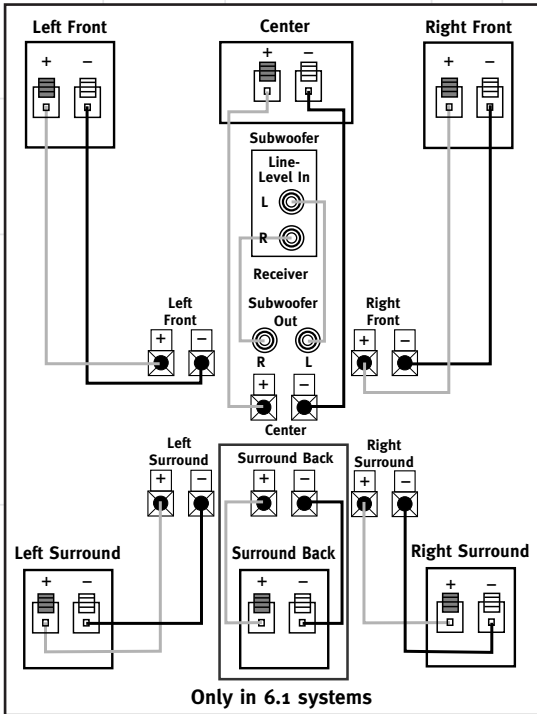 Left Front
Center
Right Front
+ −
+ −
+ −
Subwoofer
Line-
Level In
L
R
Receiver
Subwoofer
Out
R L
Left
Front
+ −
Right
Front
+ −
+ −
Center
Left
Surround
+ −
Surround Back
+ −
Right
Surround
+ −
Left Surround
+ −
Surround Back
+ −
Right Surround
+ −
Only in 6.1 systems